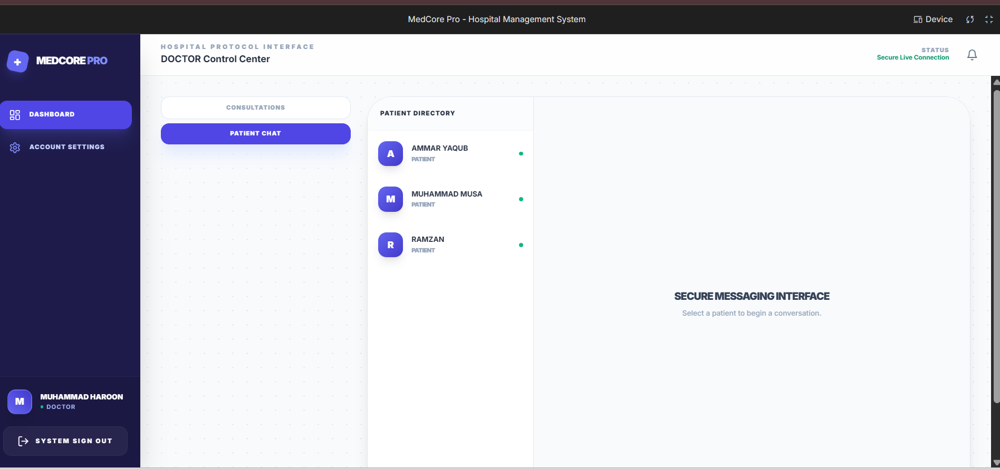 MedCore Pro - Hospital Management System
Device
MEDCORE PRO
DASHBOARD
ACCOUNT SETTINGS
M
MUHAMMAD HAROON
DOCTOR
SYSTEM SIGN OUT
HOSPITAL PROTOCOL INTERFACE
DOCTOR Control Center
STATUS
Secure Live Connection
CONSULTATIONS
PATIENT CHAT
PATIENT DIRECTORY
A
AMMAR YAQUB
PATIENT
M
MUHAMMAD MUSA
PATIENT
R
RAMZAN
PATIENT
SECURE MESSAGING INTERFACE
Select a patient to begin a conversation.